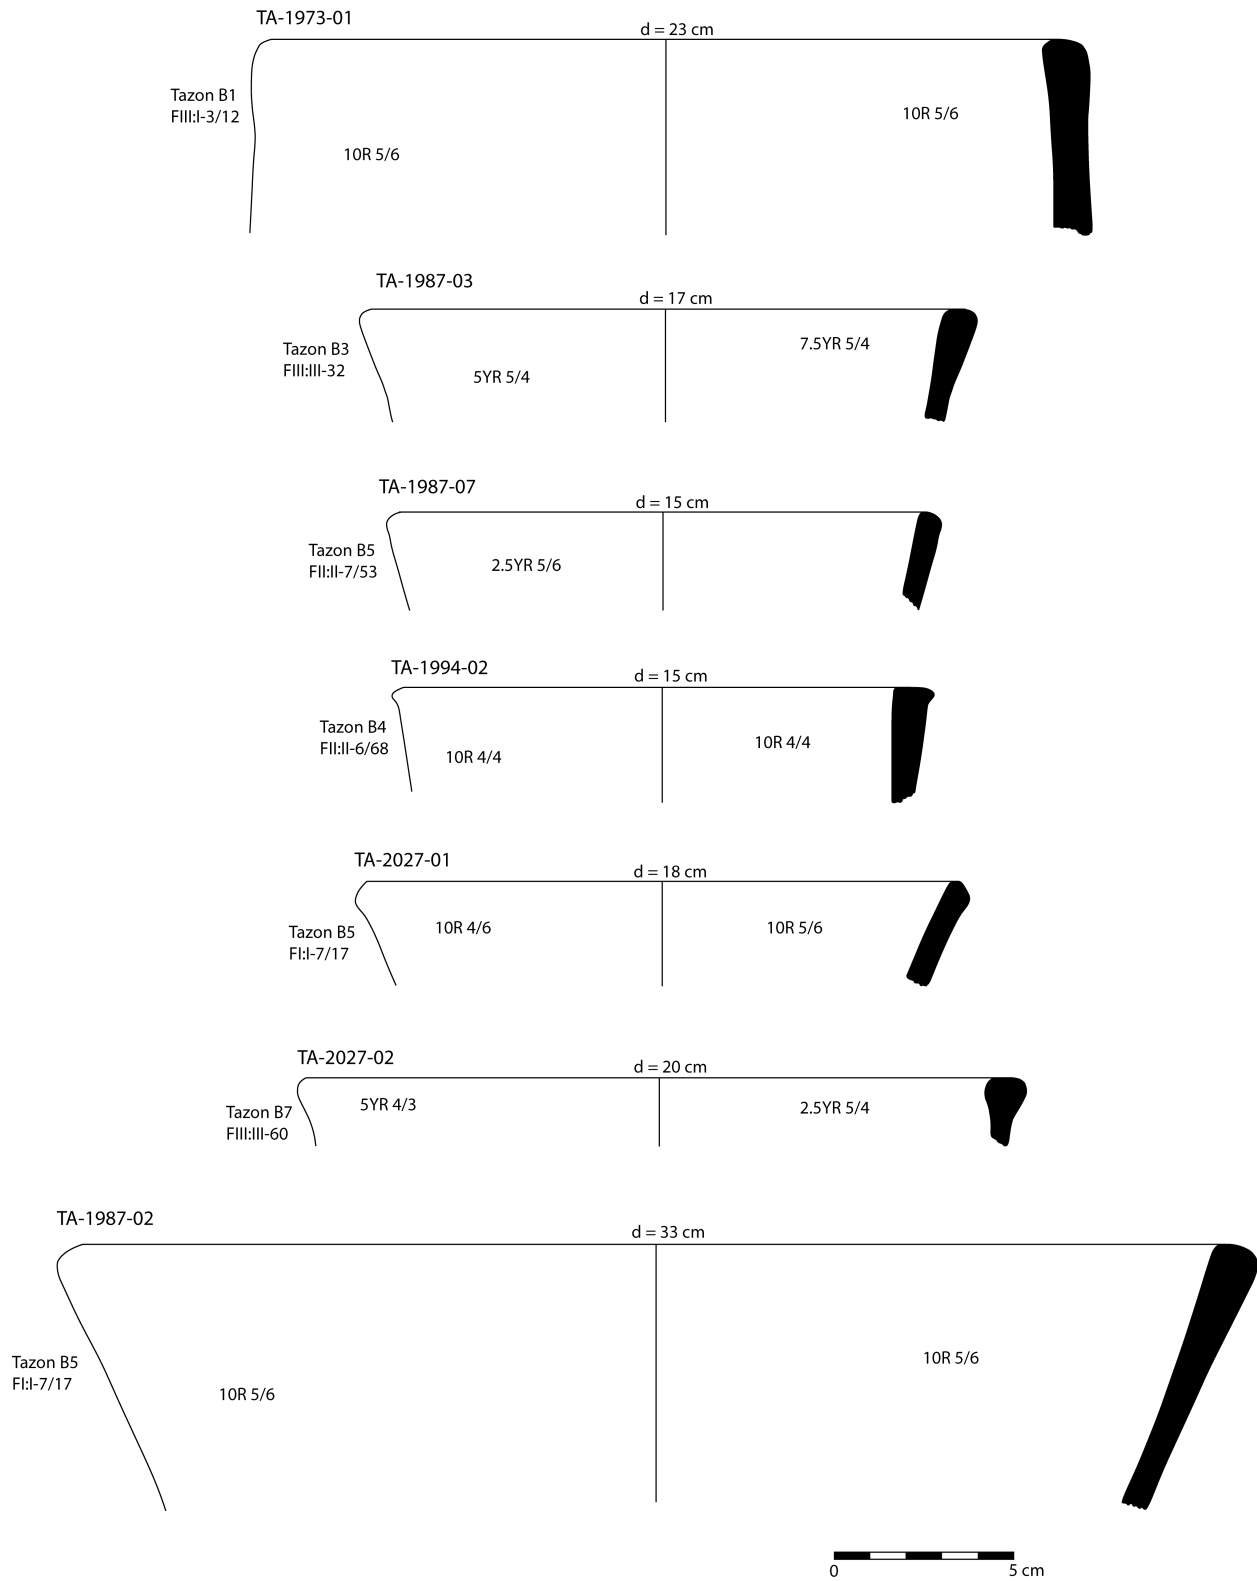 TA-1973-01
d = 23 cm
Tazon B1
FIII:I-3/12
10R 5/6
10R 5/6
TA-1987-03
d = 17 cm
Tazon B3
FIII:III-32
5YR 5/4
7.5YR 5/4
TA-1987-07
d = 15 cm
Tazon B5
FII:II-7/53
2.5YR 5/6
TA-1994-02
d = 15 cm
Tazon B4
FII:II-6/68
10R 4/4
10R 4/4
TA-2027-01
d = 18 cm
Tazon B5
FI:I-7/17
10R 4/6
10R 5/6
TA-2027-02
d = 20 cm
Tazon B7
FIII:III-60
5YR 4/3
2.5YR 5/4
TA-1987-02
d = 33 cm
Tazon B5
FI:I-7/17
10R 5/6
10R 5/6
0 5 cm